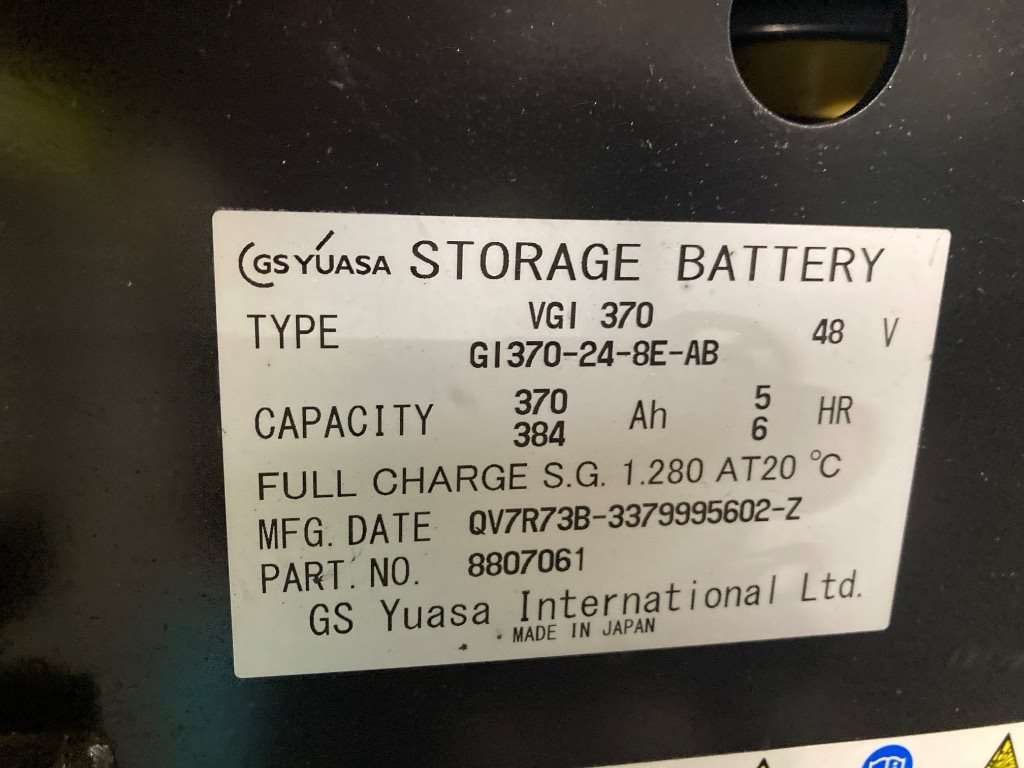 GS YUASA STORAGE BATTERY
TYPE VGI 370 48 V
GI370-24-8E-AB
CAPACITY 370 Ah 5 HR
384 6
FULL CHARGE S.G. 1.280 AT20 ℃
MFG. DATE QV7R73B-3379995602-Z
PART. NO. 8807061
GS Yuasa International Ltd.
MADE IN JAPAN